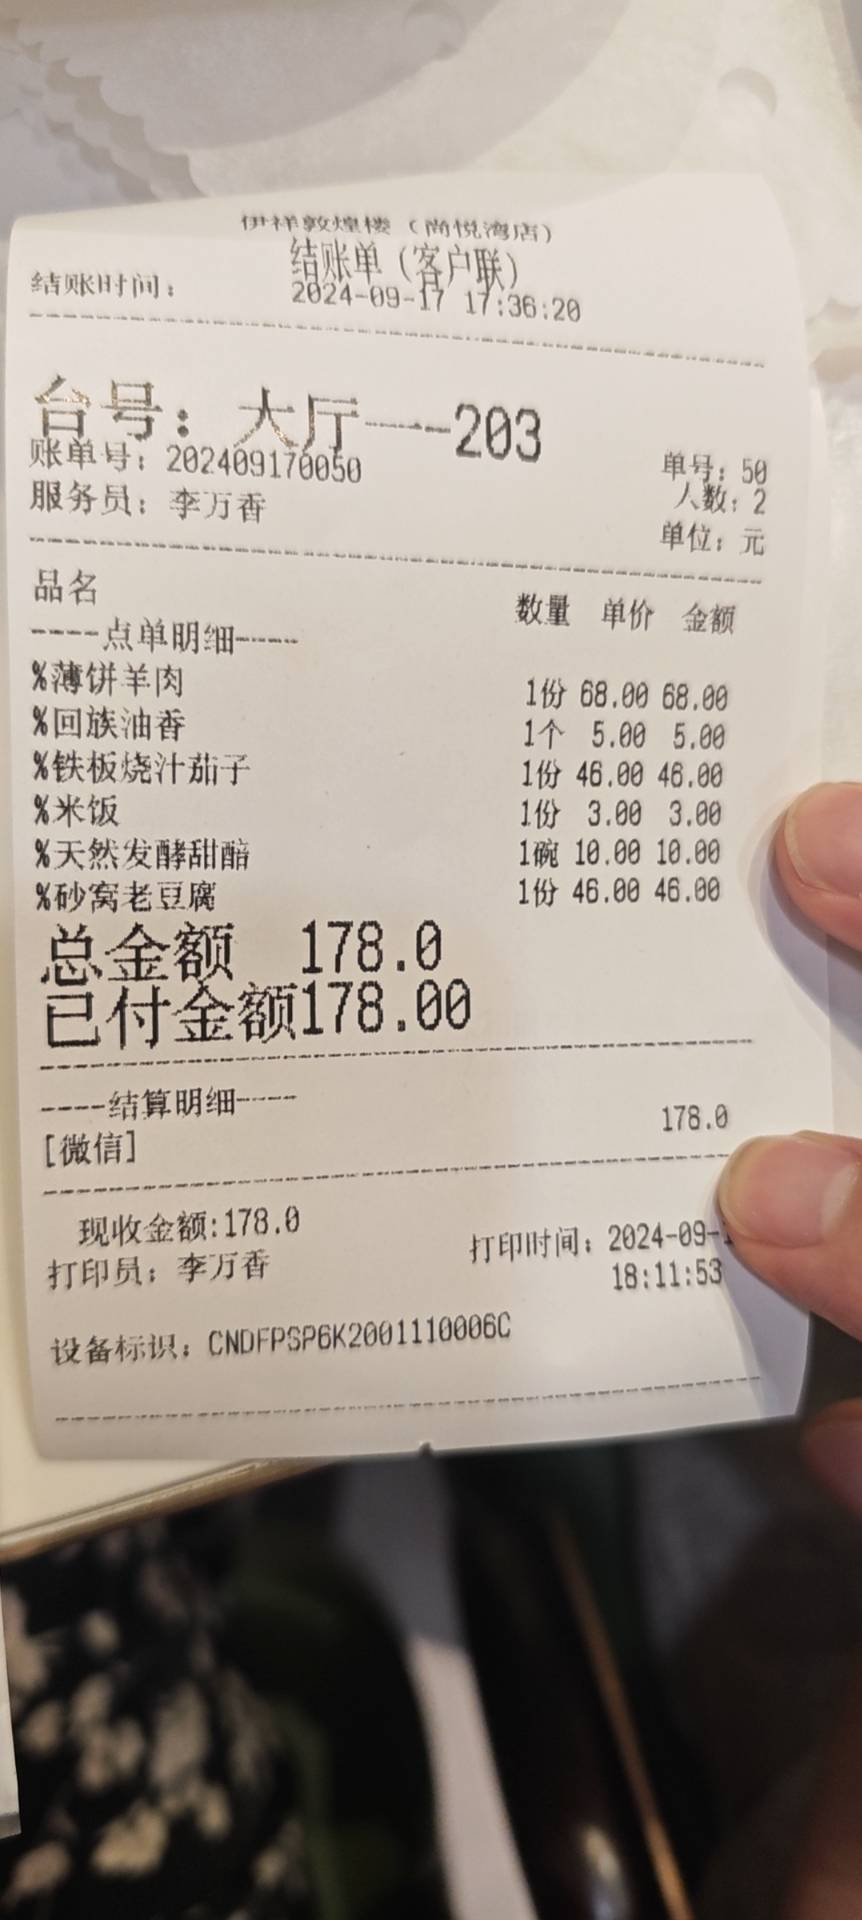 伊祥敦煌楼（尚悦湾店）
结账单（客户联）
结账时间： 2024-09-17 17:36:20
台号：大厅---203
账单号：202409170050 单号：50
服务员：李万香 人数：2
单位：元
品名 数量 单价 金额
----点单明细----
%薄饼羊肉 1份 68.00 68.00
%回族油香 1个 5.00 5.00
%铁板烧汁茄子 1份 46.00 46.00
%米饭 1份 3.00 3.00
%天然发酵甜醅 1碗 10.00 10.00
%砂窝老豆腐 1份 46.00 46.00
总金额 178.0
已付金额178.00
----结算明细----
[微信] 178.0
现收金额:178.0
打印员：李万香 打印时间：2024-09-
18:11:53
设备标识：CNDFPSP6K2001110006C